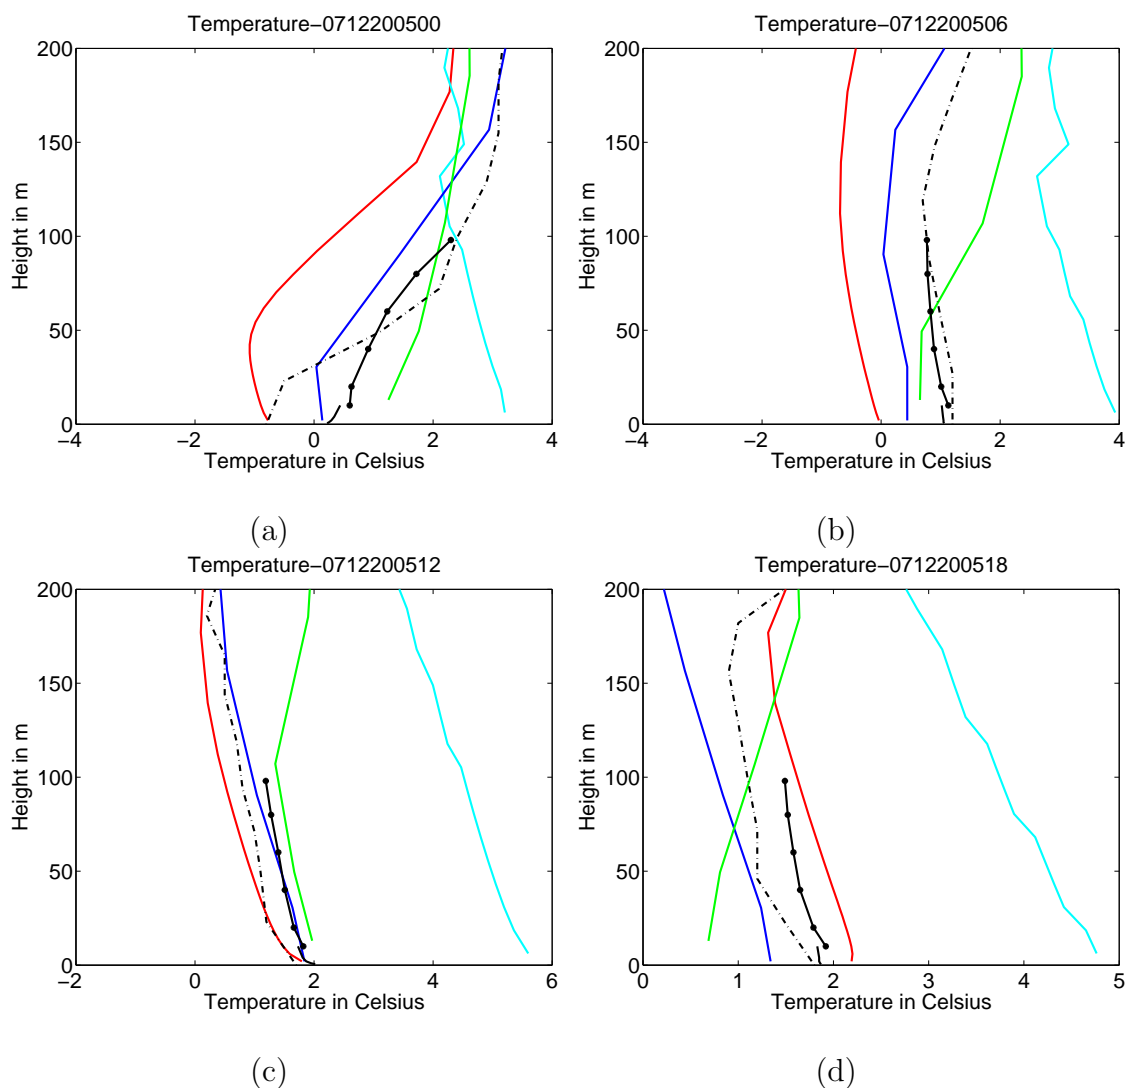 Temperature−0712200500
Temperature−0712200506
200
150
100
50
0
Height in m
−4
−2
0
2
4
Temperature in Celsius
200
150
100
50
0
Height in m
−4
−2
0
2
4
Temperature in Celsius
(a)
(b)
Temperature−0712200512
Temperature−0712200518
200
150
100
50
0
Height in m
−2
0
2
4
6
Temperature in Celsius
200
150
100
50
0
Height in m
0
1
2
3
4
5
Temperature in Celsius
(c)
(d)